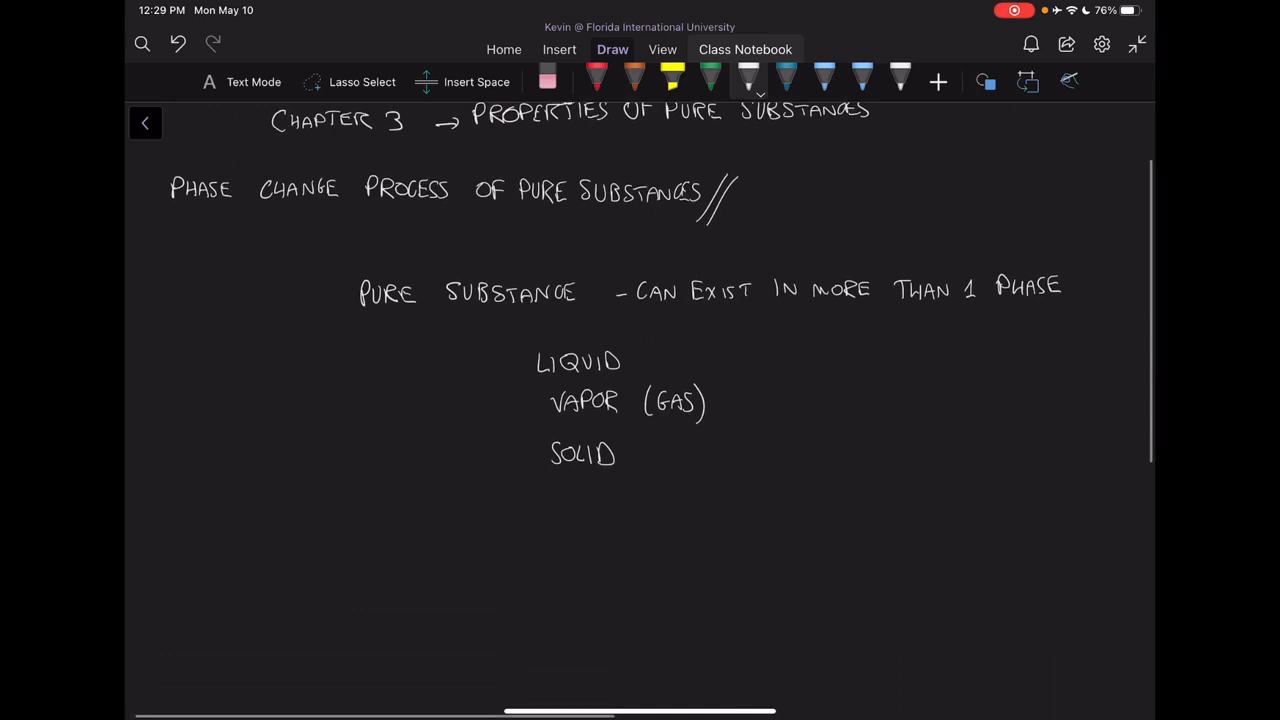 12:29 PM Mon May 10
76%
Kevin @ Florida International University
Home Insert Draw View Class Notebook
Text Mode Lasso Select Insert Space
CHAPTER 3 → PROPERTIES OF PURE SUBSTANCES
PHASE CHANGE PROCESS OF PURE SUBSTANCES//
PURE SUBSTANCE - CAN EXIST IN MORE THAN 1 PHASE
LIQUID
VAPOR (GAS)
SOLID